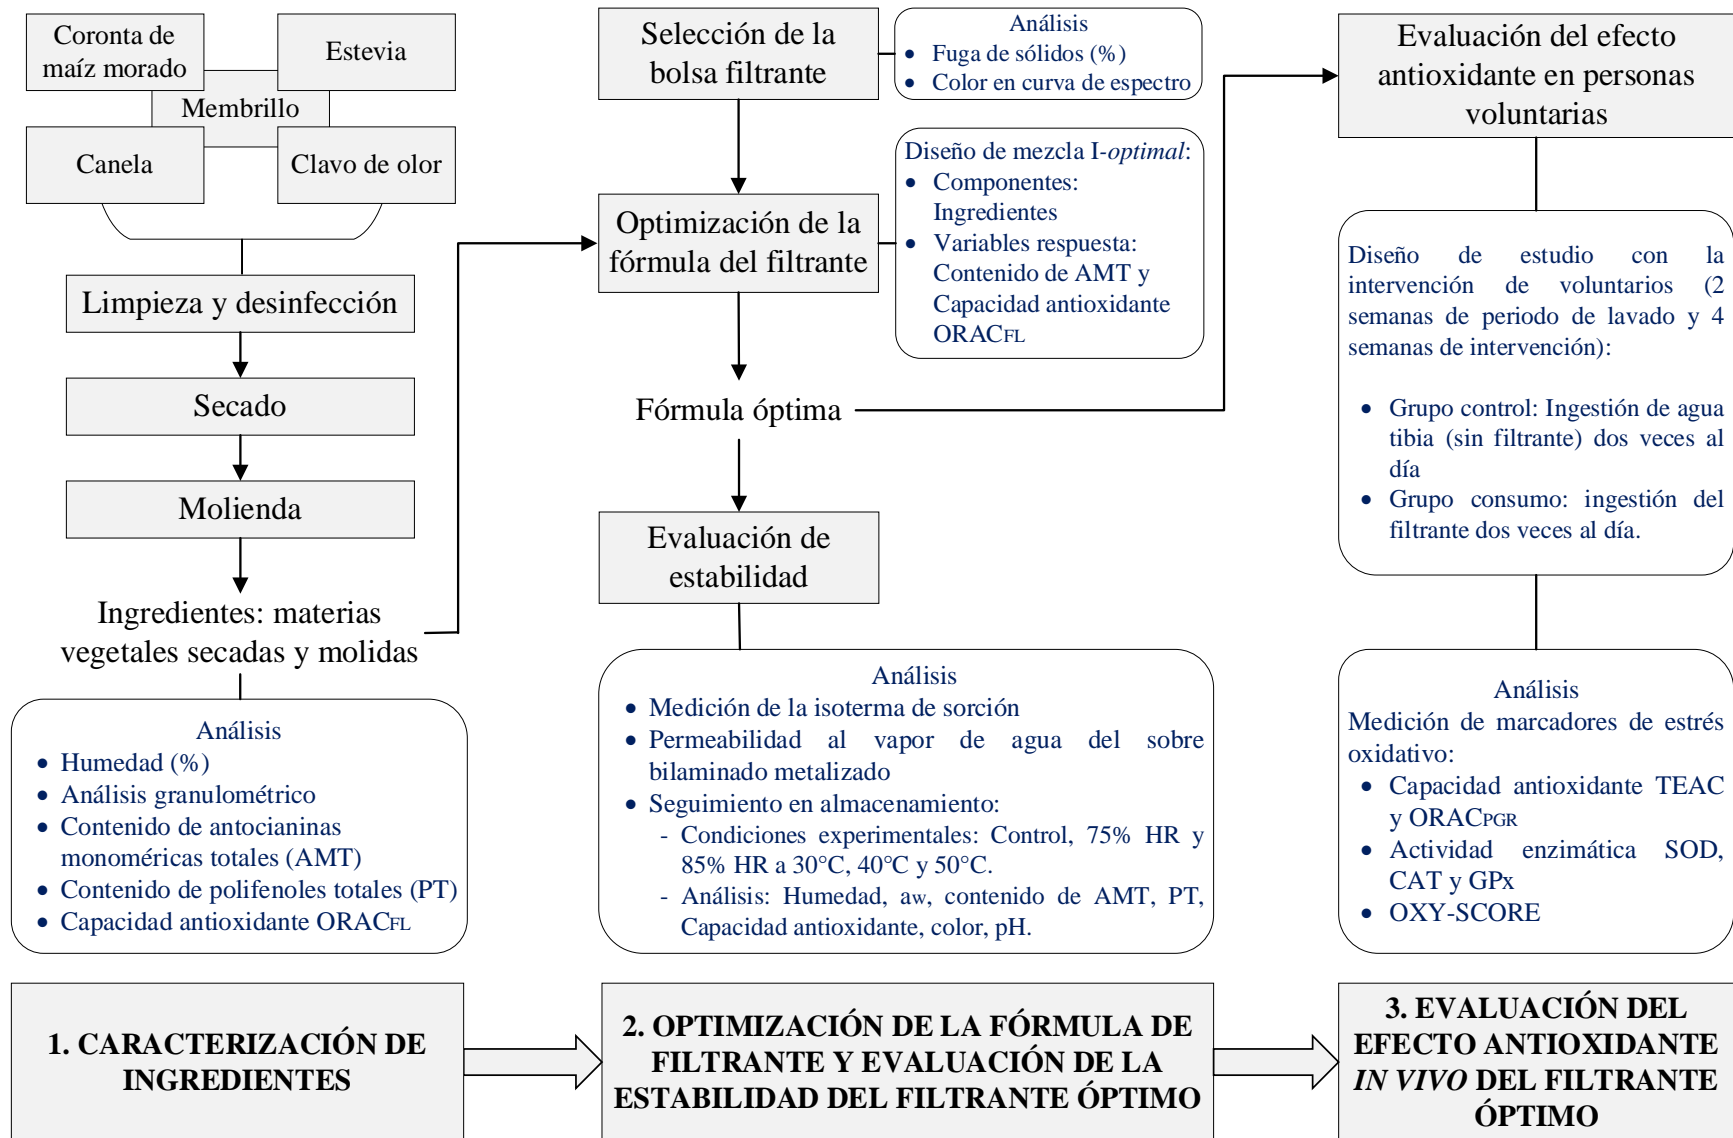 Coronta de
maíz morado
Estevia
Membrillo
Canela
Clavo de olor
Limpieza y desinfección
Secado
Molienda
Ingredientes: materias
vegetales secadas y molidas
Análisis
• Humedad (%)
• Análisis granulométrico
• Contenido de antocianinas
monoméricas totales (AMT)
• Contenido de polifenoles totales (PT)
• Capacidad antioxidante ORACFL
1. CARACTERIZACIÓN DE
INGREDIENTES
Selección de la
bolsa filtrante
Análisis
• Fuga de sólidos (%)
• Color en curva de espectro
Optimización de la
fórmula del filtrante
Diseño de mezcla I-optimal:
• Componentes:
Ingredientes
• Variables respuesta:
Contenido de AMT y
Capacidad antioxidante
ORACFL
Fórmula óptima
Evaluación de
estabilidad
Análisis
• Medición de la isoterma de sorción
• Permeabilidad al vapor de agua del sobre
bilaminado metalizado
• Seguimiento en almacenamiento:
- Condiciones experimentales: Control, 75% HR y
85% HR a 30°C, 40°C y 50°C.
- Análisis: Humedad, aw, contenido de AMT, PT,
Capacidad antioxidante, color, pH.
2. OPTIMIZACIÓN DE LA FÓRMULA DE
FILTRANTE Y EVALUACIÓN DE LA
ESTABILIDAD DEL FILTRANTE ÓPTIMO
Evaluación del efecto
antioxidante en personas
voluntarias
Diseño de estudio con la
intervención de voluntarios (2
semanas de periodo de lavado y 4
semanas de intervención):
• Grupo control: Ingestión de agua
tibia (sin filtrante) dos veces al
día
• Grupo consumo: ingestión del
filtrante dos veces al día.
Análisis
Medición de marcadores de estrés
oxidativo:
• Capacidad antioxidante TEAC
y ORACPGR
• Actividad enzimática SOD,
CAT y GPx
• OXY-SCORE
3. EVALUACIÓN DEL
EFECTO ANTIOXIDANTE
IN VIVO DEL FILTRANTE
ÓPTIMO